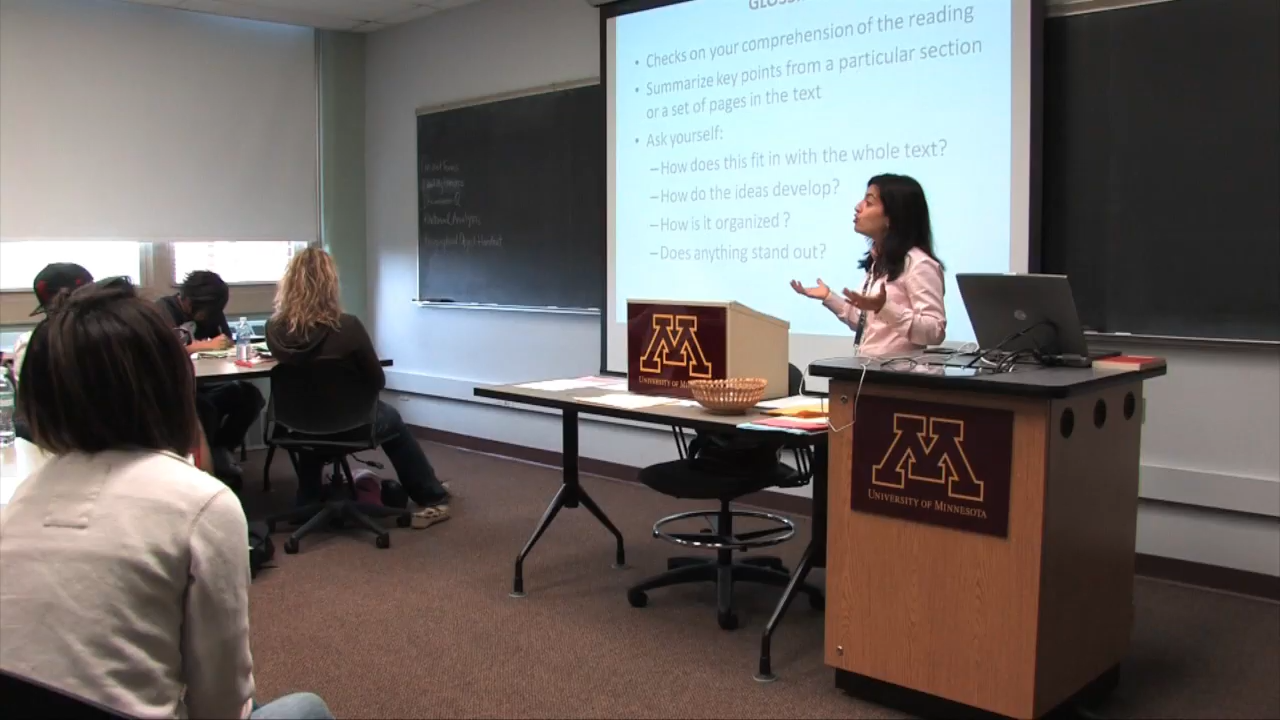 • Checks on your comprehension of the reading
• Summarize key points from a particular section
or a set of pages in the text
• Ask yourself:
–How does this fit in with the whole text?
–How do the ideas develop?
–How is it organized ?
–Does anything stand out?
Rhetorical Analysis
M
UNIVERSITY OF
M
UNIVERSITY OF MINNESOTA